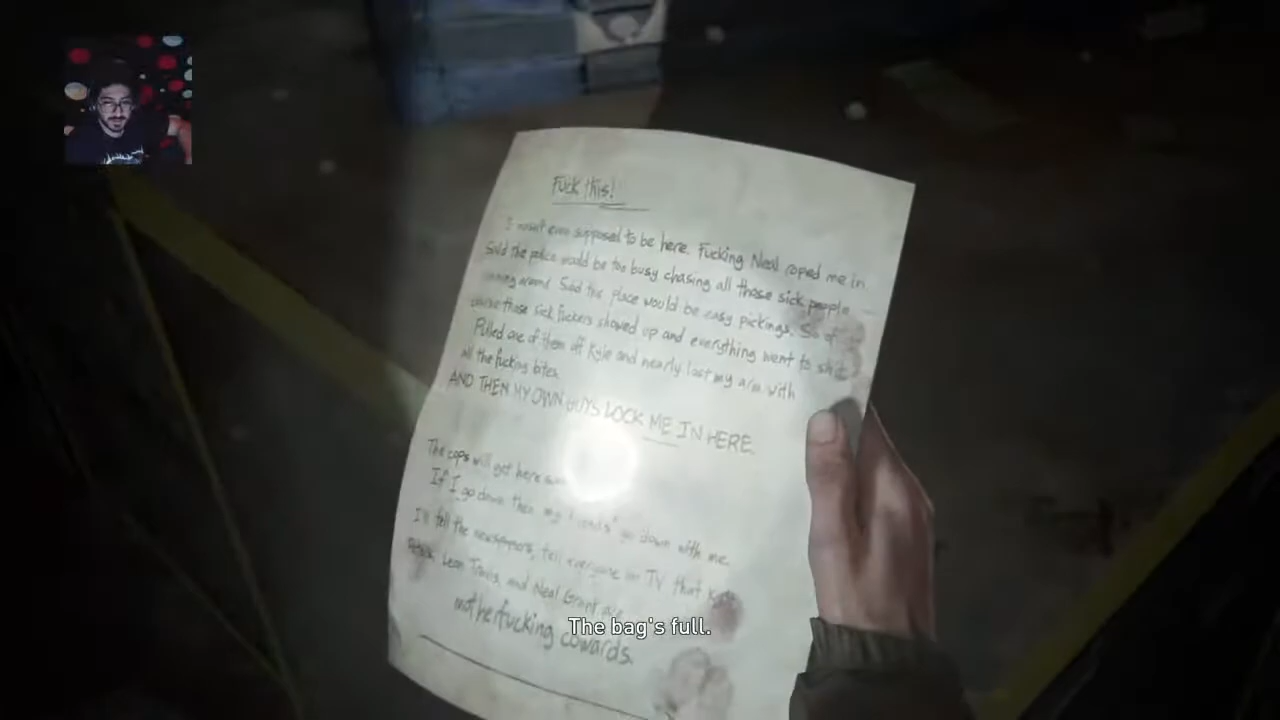 Fuck this!
I wasn't even supposed to be here. Fucking Neal roped me in.
Said the police would be too busy chasing all those sick people
running around. Said the place would be easy pickings. So of
course those sick fuckers showed up and everything went to shit.
Pulled one of them off Kyle and nearly lost my arm with
all the fucking bites.
AND THEN MY OWN GUYS LOCK ME IN HERE.
The cops will get here soon
If I go down then my "friends" go down with me.
I'll tell the newspapers, tell everyone on TV that Kyle
Leon Travis, and Neal Grant are
motherfucking cowards.
The bag's full.